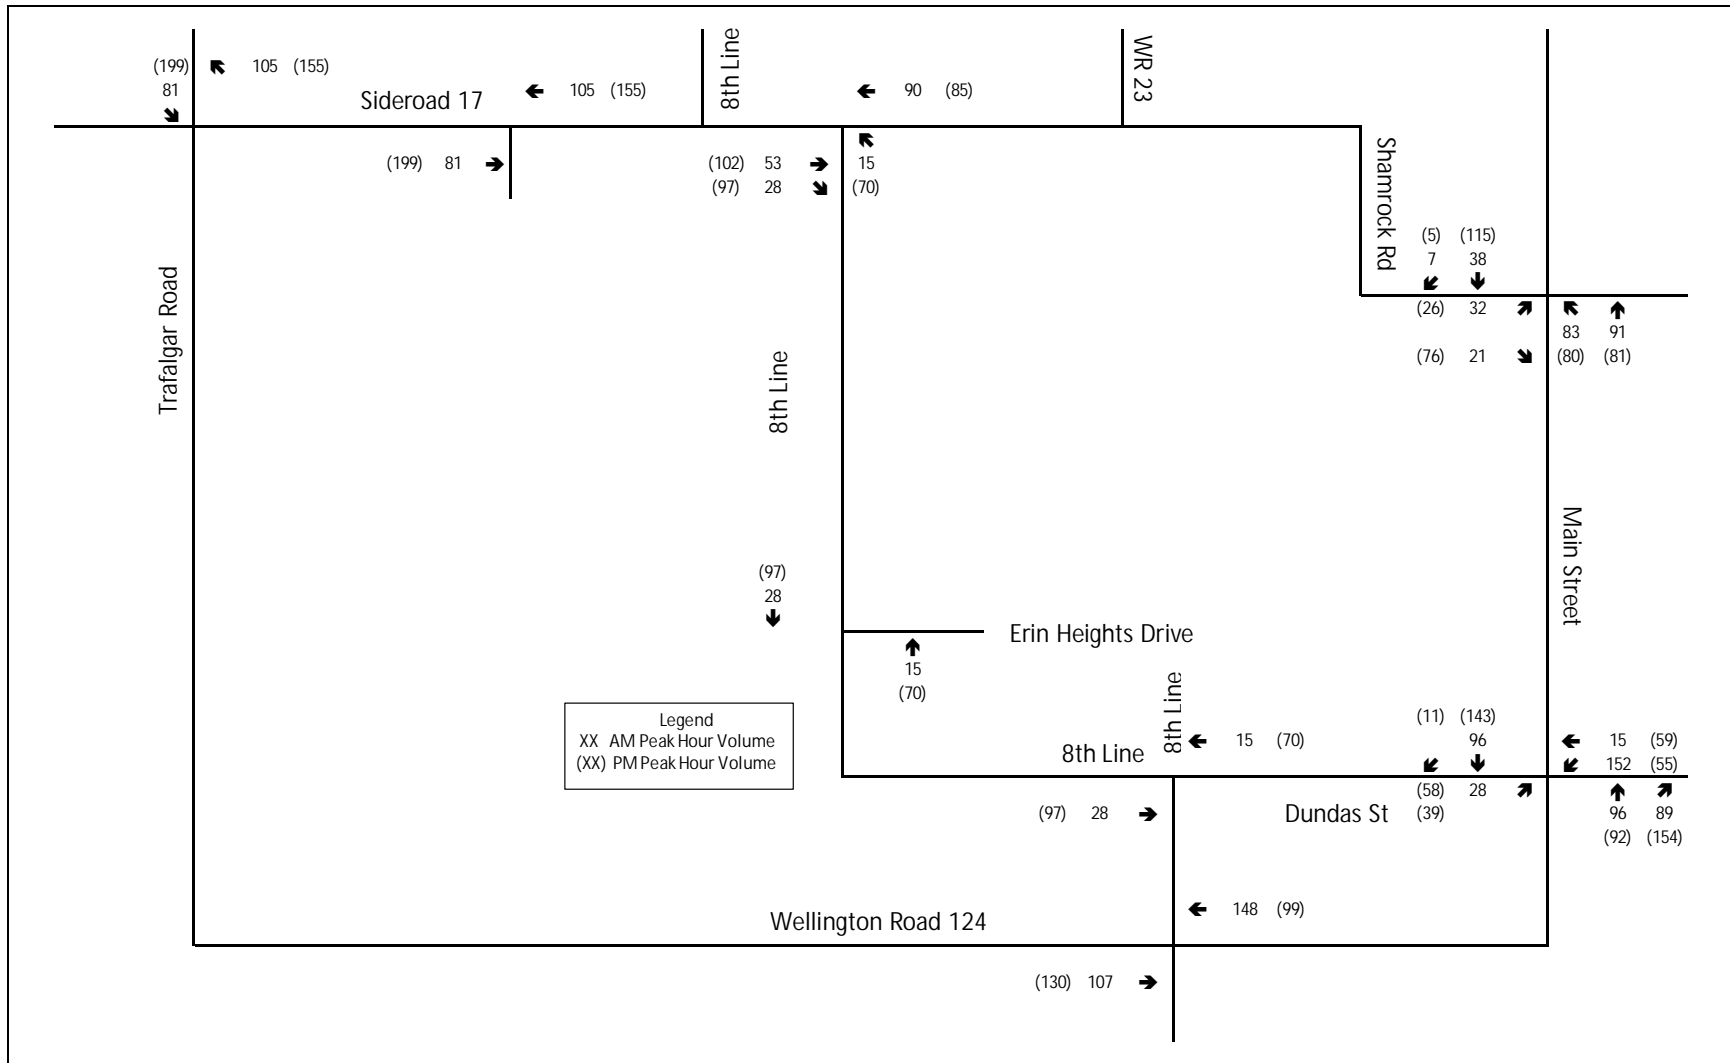 8th Line
WR 23
(199)
105 (155)
81
Sideroad 17
105 (155)
90 (85)
(199) 81
(102) 53
15
(97) 28
(70)
Shamrock Rd
(5) (115)
7 38
(26) 32
83 91
(76) 21
(80) (81)
Trafalgar Road
8th Line
Main Street
(97)
28
Erin Heights Drive
15
(70)
Legend
XX AM Peak Hour Volume
(XX) PM Peak Hour Volume
8th Line
8th Line
15 (70)
(11) (143)
96
15 (59)
152 (55)
(97) 28
Dundas St
(58) 28
(39)
96 89
(92) (154)
148 (99)
Wellington Road 124
(130) 107